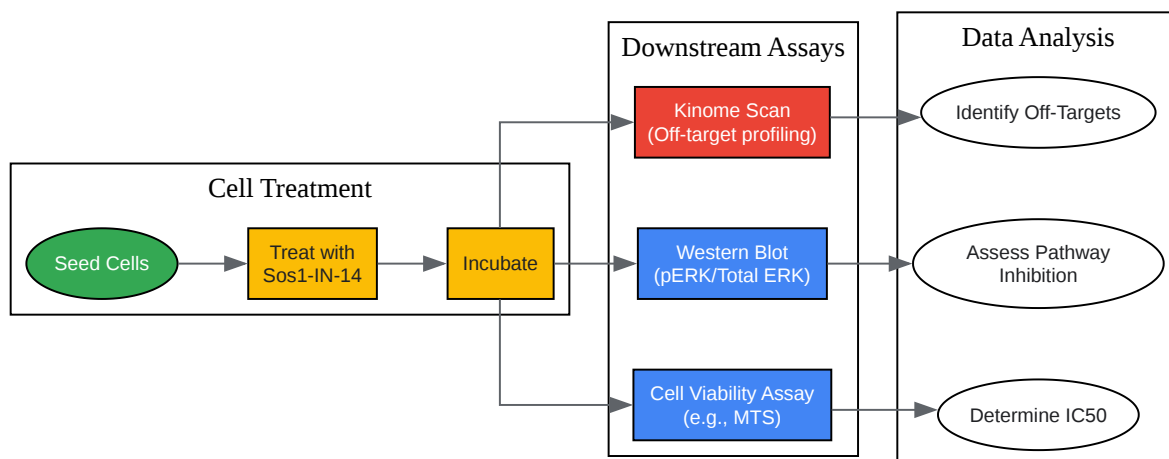 Cell Treatment
Seed Cells
Treat with
Sos1-IN-14
Incubate
Downstream Assays
Kinome Scan
(Off-target profiling)
Western Blot
(pERK/Total ERK)
Cell Viability Assay
(e.g., MTS)
Data Analysis
Identify Off-Targets
Assess Pathway
Inhibition
Determine IC50